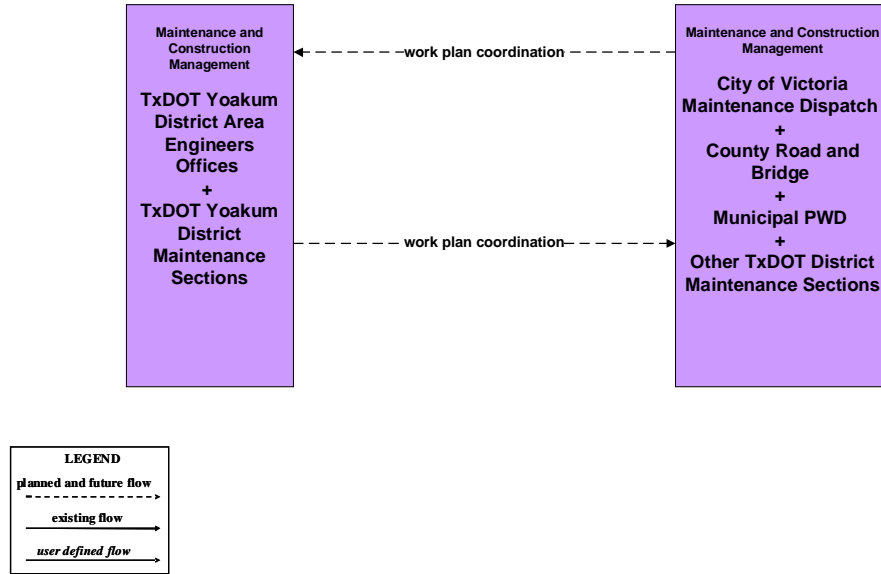 Maintenance and
Construction
Management
TxDOT Yoakum
District Area
Engineers
Offices
+
TxDOT Yoakum
District
Maintenance
Sections
work plan coordination
work plan coordination
Maintenance and Construction
Management
City of Victoria
Maintenance Dispatch
+
County Road and
Bridge
+
Municipal PWD
+
Other TxDOT District
Maintenance Sections
LEGEND
planned and future flow
existing flow
user defined flow